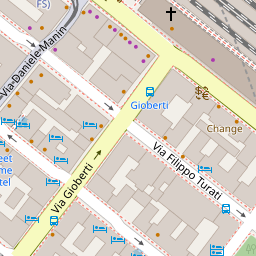 FS)
Via Daniele Manin
Gioberti
Change
Via Filippo Turati
Via Gioberti
eet
me
tel